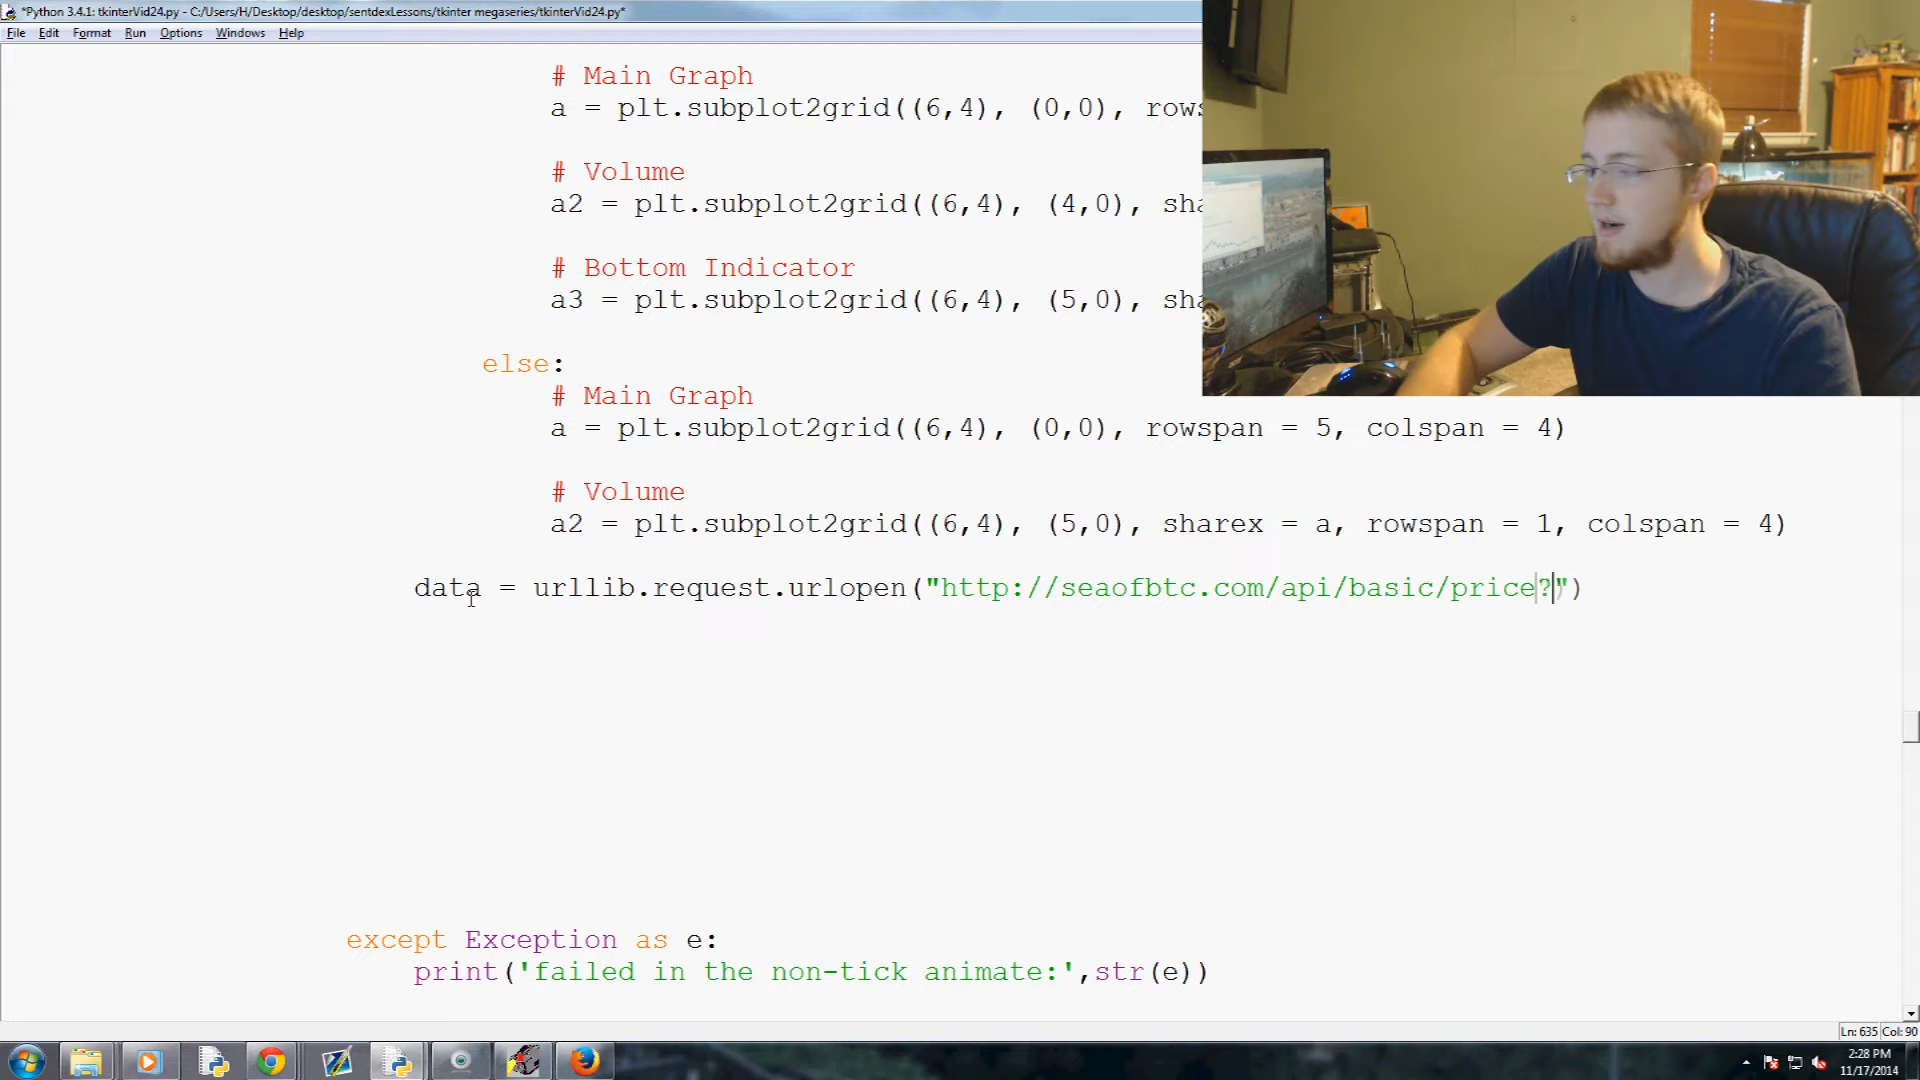 *Python 3.4.1: tkinterVid24.py - C:/Users/H/Desktop/desktop/sentdexLessons/tkinter megaseries/tkinterVid24.py*
File Edit Format Run Options Windows Help
# Main Graph
a = plt.subplot2grid((6,4), (0,0), rows
# Volume
a2 = plt.subplot2grid((6,4), (4,0), sha
# Bottom Indicator
a3 = plt.subplot2grid((6,4), (5,0), sha
else:
# Main Graph
a = plt.subplot2grid((6,4), (0,0), rowspan = 5, colspan = 4)
# Volume
a2 = plt.subplot2grid((6,4), (5,0), sharex = a, rowspan = 1, colspan = 4)
data = urllib.request.urlopen("http://seaofbtc.com/api/basic/price?")
except Exception as e:
print('failed in the non-tick animate:',str(e))
Ln: 635 Col: 90
2:28 PM
11/17/2014